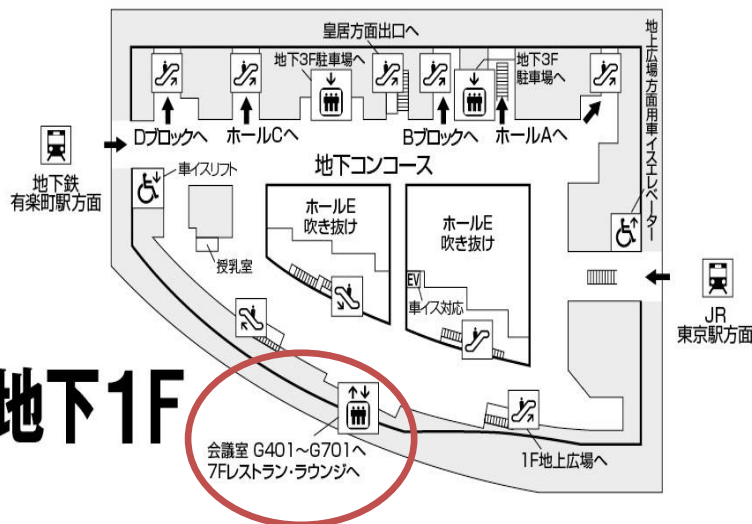 皇居方面出口へ
地下3F駐車場へ
地下3F
駐車場へ
地上広場方面用車イスエレベーター
Dブロックへ
ホールCへ
Bブロックへ
ホールAへ
地下鉄
有楽町駅方面
車イスリフト
地下コンコース
ホールE
吹き抜け
ホールE
吹き抜け
授乳室
EV
車イス対応
JR
東京駅方面
地下1F
会議室 G401〜G701へ
7Fレストラン・ラウンジへ
1F地上広場へ